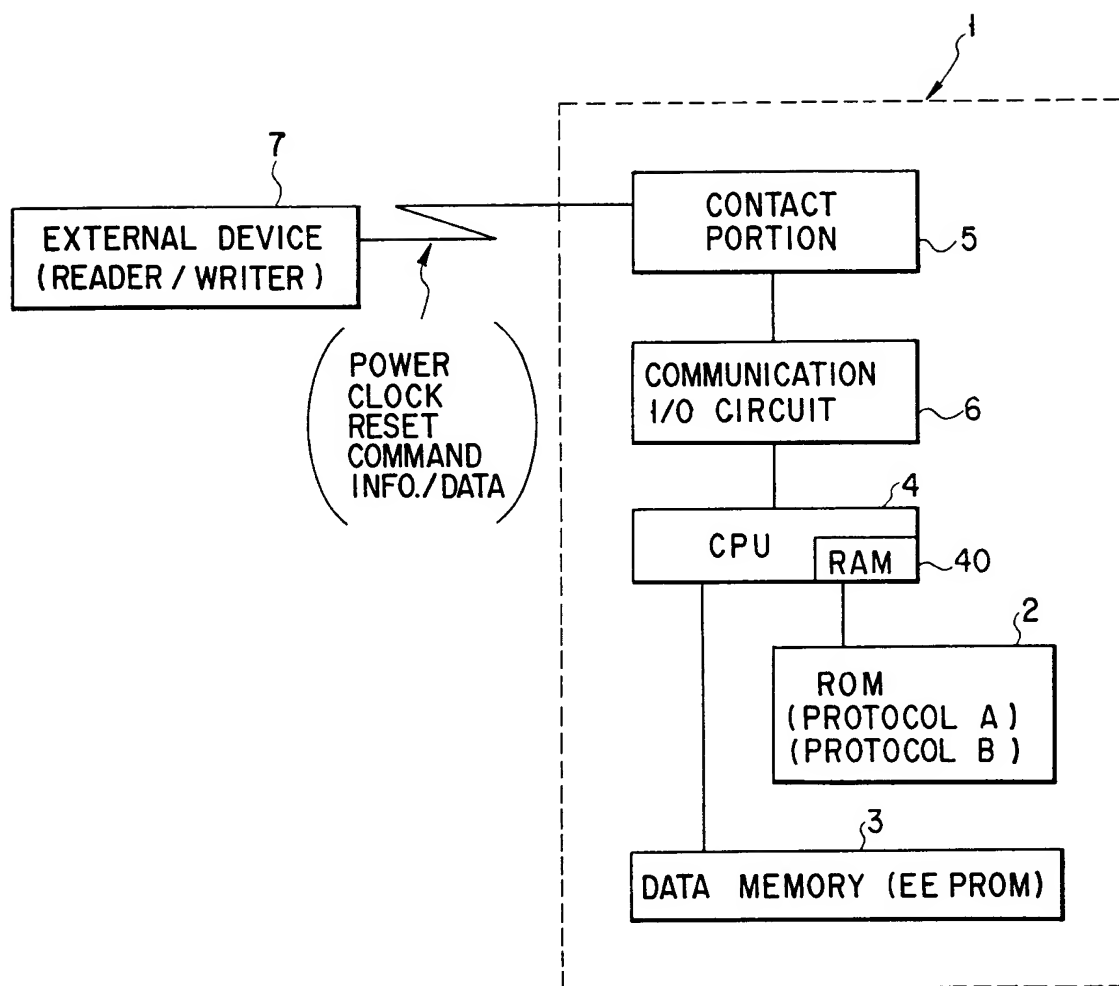 1
7
EXTERNAL DEVICE
(READER / WRITER)
CONTACT
PORTION
5
POWER
CLOCK
RESET
COMMAND
INFO./DATA
COMMUNICATION
I/O CIRCUIT
6
4
CPU
RAM
40
2
ROM
(PROTOCOL A)
(PROTOCOL B)
3
DATA MEMORY (EE PROM)